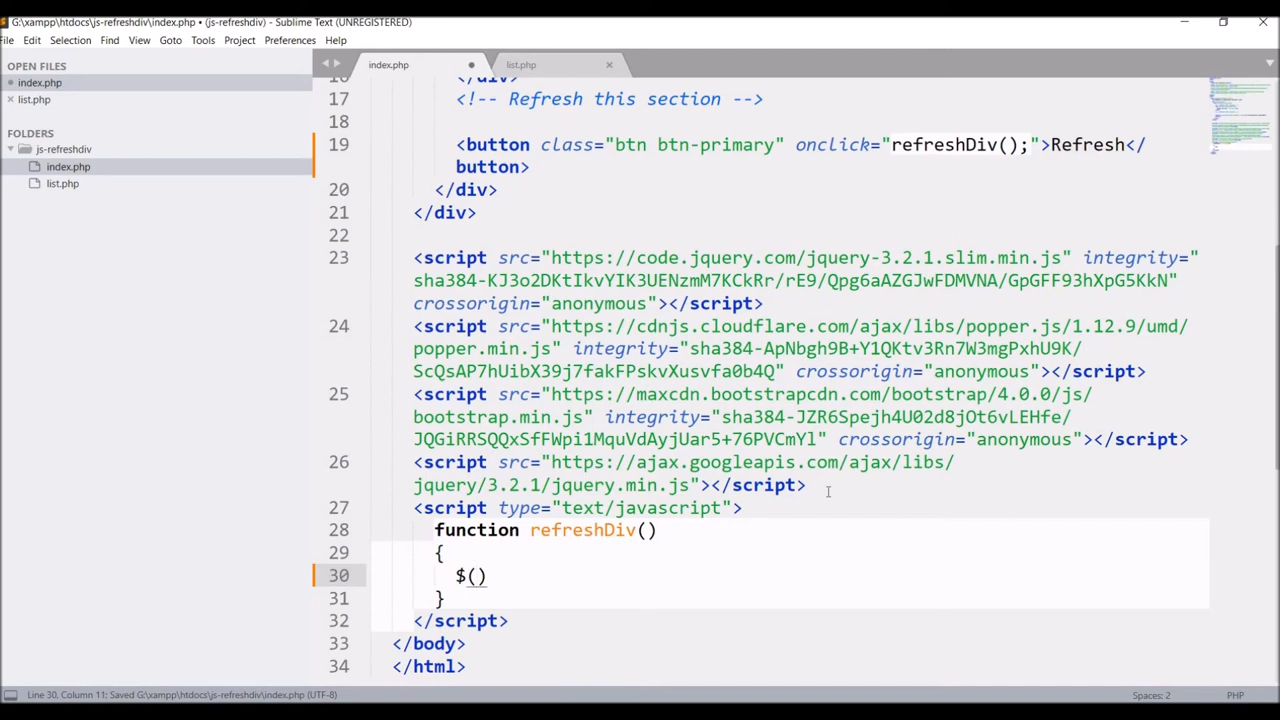 G:\xampp\htdocs\js-refreshdiv\index.php • (js-refreshdiv) - Sublime Text (UNREGISTERED)
File Edit Selection Find View Goto Tools Project Preferences Help
OPEN FILES
index.php
list.php
FOLDERS
js-refreshdiv
index.php
list.php
index.php list.php
16 </div>
17 <!-- Refresh this section -->
18
19 <button class="btn btn-primary" onclick="refreshDiv();">Refresh</
button>
20 </div>
21 </div>
22
23 <script src="https://code.jquery.com/jquery-3.2.1.slim.min.js" integrity="
sha384-KJ3o2DKtIkvYIK3UENzmM7KCkRr/rE9/Qpg6aAZGJwFDMVNA/GpGFF93hXpG5KkN"
crossorigin="anonymous"></script>
24 <script src="https://cdnjs.cloudflare.com/ajax/libs/popper.js/1.12.9/umd/
popper.min.js" integrity="sha384-ApNbgh9B+Y1QKtv3Rn7W3mgPxhU9K/
ScQsAP7hUibX39j7fakFPskvXusvfa0b4Q" crossorigin="anonymous"></script>
25 <script src="https://maxcdn.bootstrapcdn.com/bootstrap/4.0.0/js/
bootstrap.min.js" integrity="sha384-JZR6Spejh4U02d8jOt6vLEHfe/
JQGiRRSQQxSfFWpi1MquVdAyjUar5+76PVCmYl" crossorigin="anonymous"></script>
26 <script src="https://ajax.googleapis.com/ajax/libs/
jquery/3.2.1/jquery.min.js"></script>
27 <script type="text/javascript">
28 function refreshDiv()
29 {
30 $()
31 }
32 </script>
33 </body>
34 </html>
Line 30, Column 11: Saved G:\xampp\htdocs\js-refreshdiv\index.php (UTF-8) Spaces: 2 PHP